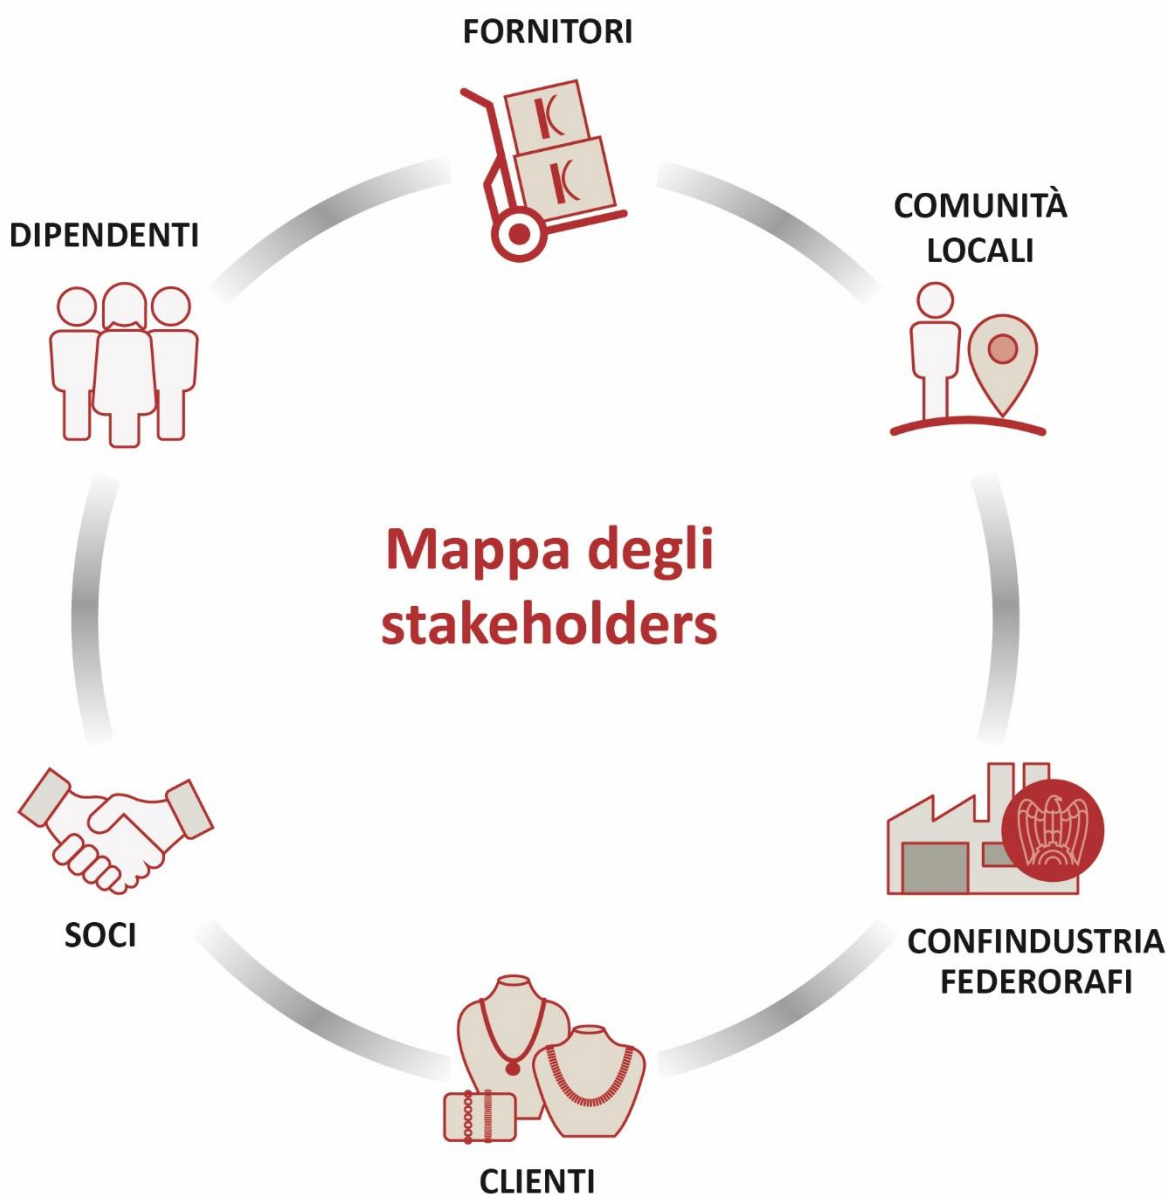 FORNITORI
COMUNITÀ
LOCALI
DIPENDENTI
Mappa degli
stakeholders
SOCI
CONFINDUSTRIA
FEDERORAFI
CLIENTI